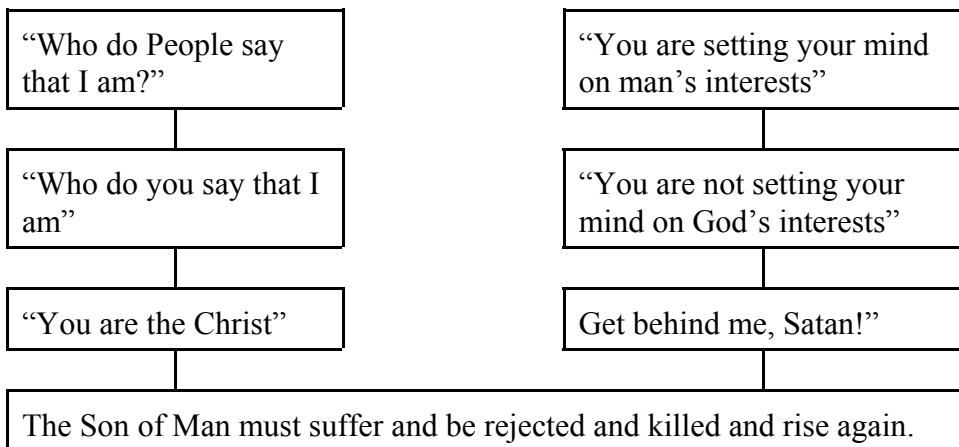 “Who do People say
that I am?”
“Who do you say that I
am”
“You are the Christ”
“You are setting your mind
on man’s interests”
“You are not setting your
mind on God’s interests”
Get behind me, Satan!”
The Son of Man must suffer and be rejected and killed and rise again.